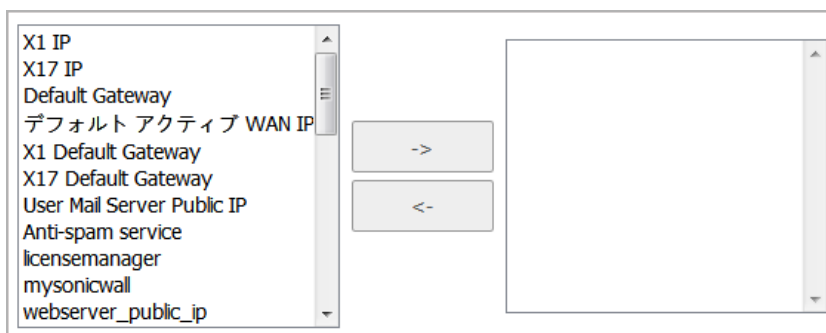 X1 IP
X17 IP
Default Gateway
デフォルト アクティブ WAN IP
X1 Default Gateway
X17 Default Gateway
User Mail Server Public IP
Anti-spam service
licensemanager
mysonicwall
webserver_public_ip
->
<-